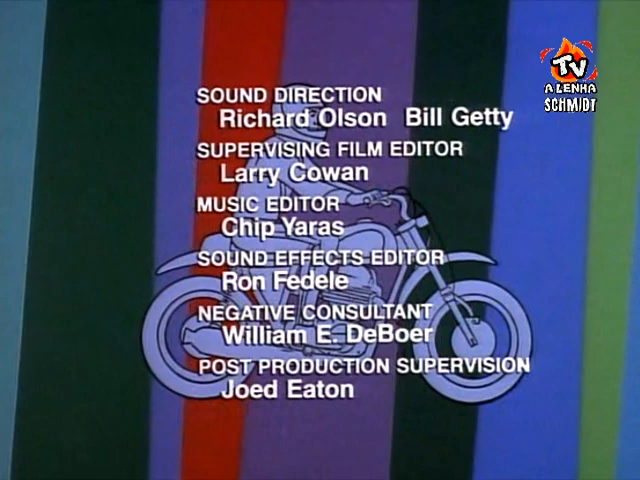 TV
A LENHA
SCHMIDT
SOUND DIRECTION
Richard Olson Bill Getty
SUPERVISING FILM EDITOR
Larry Cowan
MUSIC EDITOR
Chip Yaras
SOUND EFFECTS EDITOR
Ron Fedele
NEGATIVE CONSULTANT
William E. DeBoer
POST PRODUCTION SUPERVISION
Joed Eaton